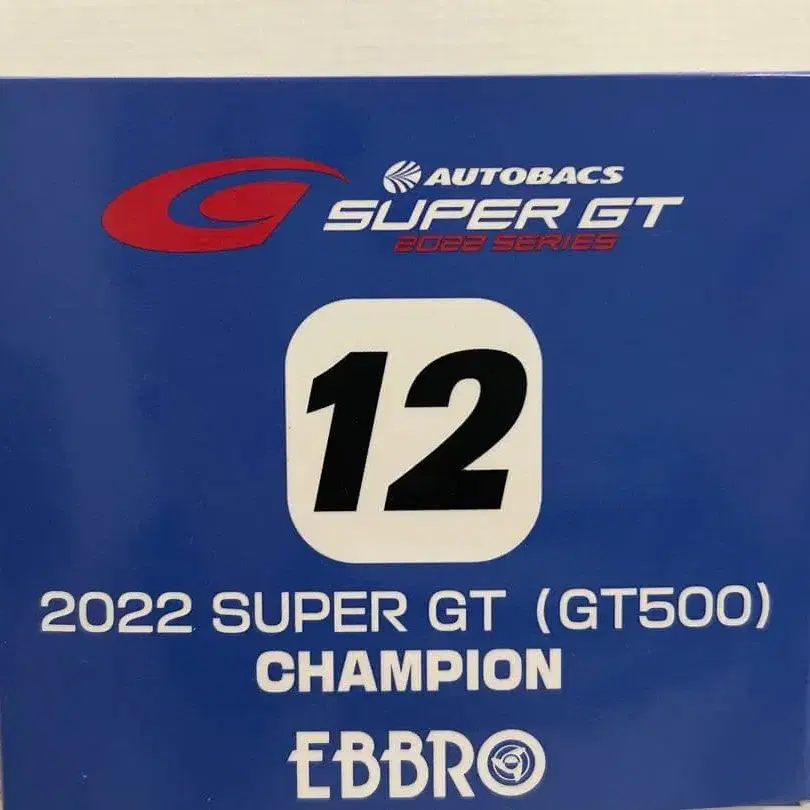 AUTOBACS
SUPER GT
2022 SERIES
12
2022 SUPER GT (GT500)
CHAMPION
EBBRO